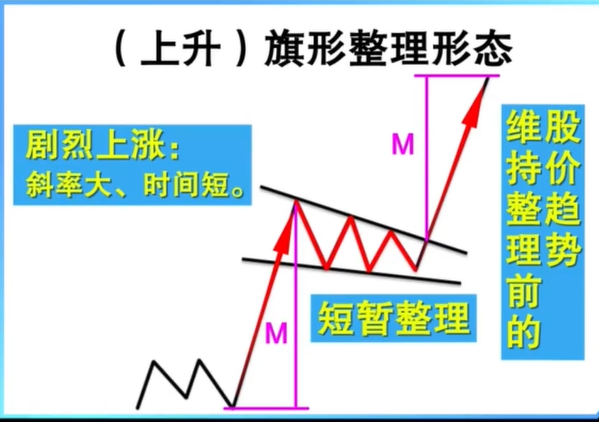 （上升）旗形整理形态
剧烈上涨：
斜率大、时间短。
M
M
短暂整理
股价趋势
维持整理前的